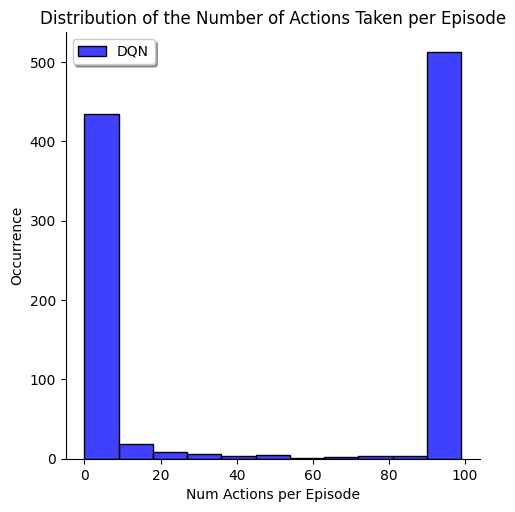 Distribution of the Number of Actions Taken per Episode
DQN
500
400
300
200
100
0
Occurrence
0 20 40 60 80 100
Num Actions per Episode